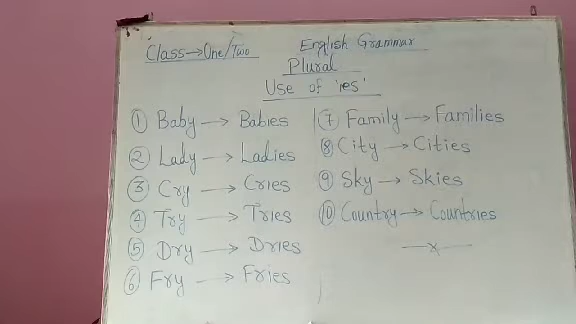 Class→One/Two
English Grammar
Plural
Use of 'ies'
① Baby → Babies
② Lady → Ladies
③ Cry → Cries
④ Try → Tries
⑤ Dry → Dries
⑥ Fry → Fries
⑦ Family → Families
⑧ City → Cities
⑨ Sky → Skies
⑩ Country → Countries
—x—